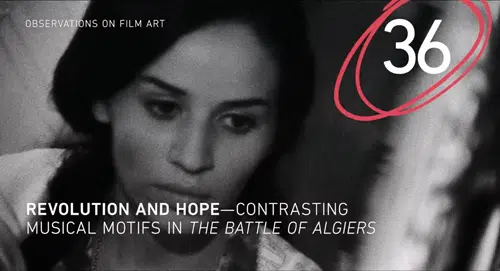 OBSERVATIONS ON FILM ART
36
REVOLUTION AND HOPE—CONTRASTING
MUSICAL MOTIFS IN THE BATTLE OF ALGIERS